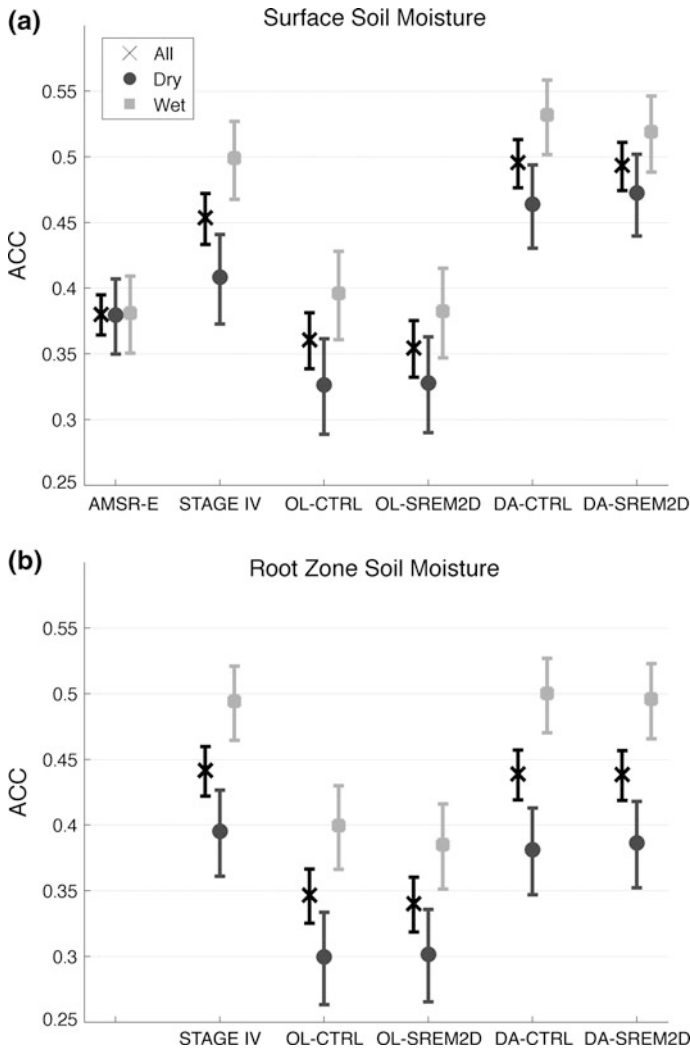 (a)
Surface Soil Moisture
All
Dry
Wet
ACC
0.55
0.5
0.45
0.4
0.35
0.3
0.25
AMSR-E STAGE IV OL-CTRL OL-SREM2D DA-CTRL DA-SREM2D
(b)
Root Zone Soil Moisture
ACC
0.55
0.5
0.45
0.4
0.35
0.3
0.25
STAGE IV OL-CTRL OL-SREM2D DA-CTRL DA-SREM2D